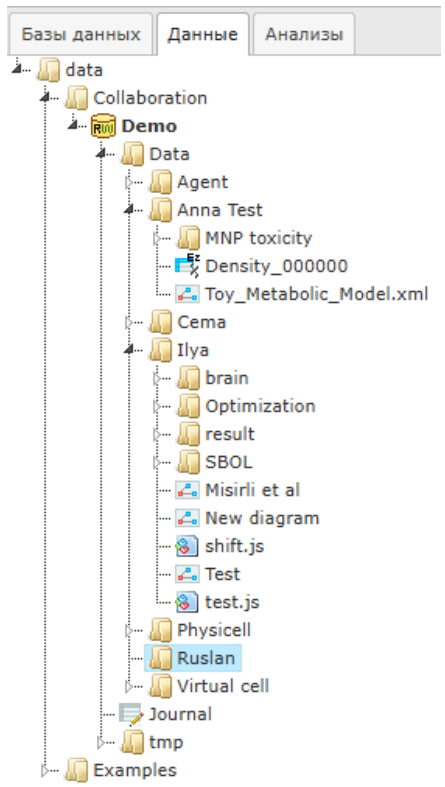 Базы данных Данные Анализы
data
Collaboration
Demo
Data
Agent
Anna Test
MNP toxicity
Density_000000
Toy_Metabolic_Model.xml
Cema
Ilya
brain
Optimization
result
SBOL
Misirli et al
New diagram
shift.js
Test
test.js
Physicell
Ruslan
Virtual cell
Journal
tmp
Examples